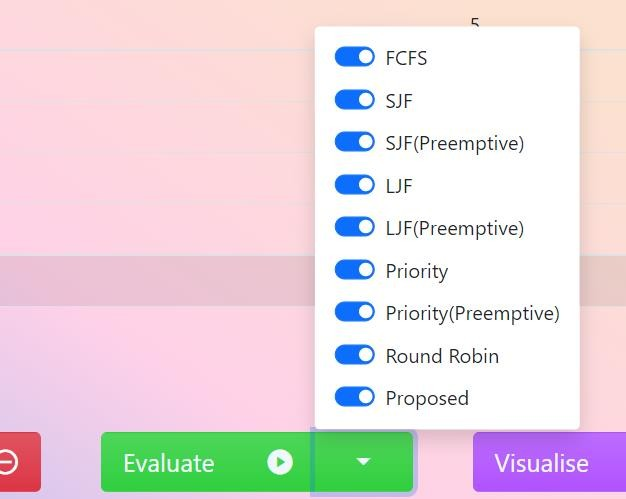 5
FCFS
SJF
SJF(Preemptive)
LJF
LJF(Preemptive)
Priority
Priority(Preemptive)
Round Robin
Proposed
Evaluate
Visualise